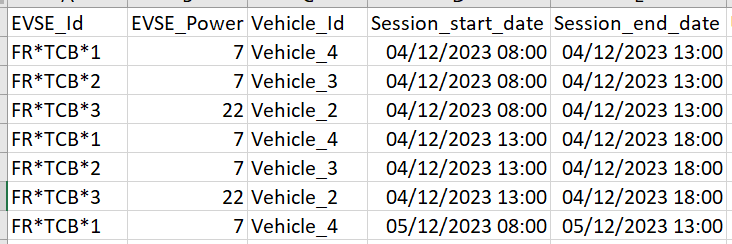 EVSE_Id EVSE_Power Vehicle_Id Session_start_date Session_end_date
FR*TCB*1 7 Vehicle_4 04/12/2023 08:00 04/12/2023 13:00
FR*TCB*2 7 Vehicle_3 04/12/2023 08:00 04/12/2023 13:00
FR*TCB*3 22 Vehicle_2 04/12/2023 08:00 04/12/2023 13:00
FR*TCB*1 7 Vehicle_4 04/12/2023 13:00 04/12/2023 18:00
FR*TCB*2 7 Vehicle_3 04/12/2023 13:00 04/12/2023 18:00
FR*TCB*3 22 Vehicle_2 04/12/2023 13:00 04/12/2023 18:00
FR*TCB*1 7 Vehicle_4 05/12/2023 08:00 05/12/2023 13:00